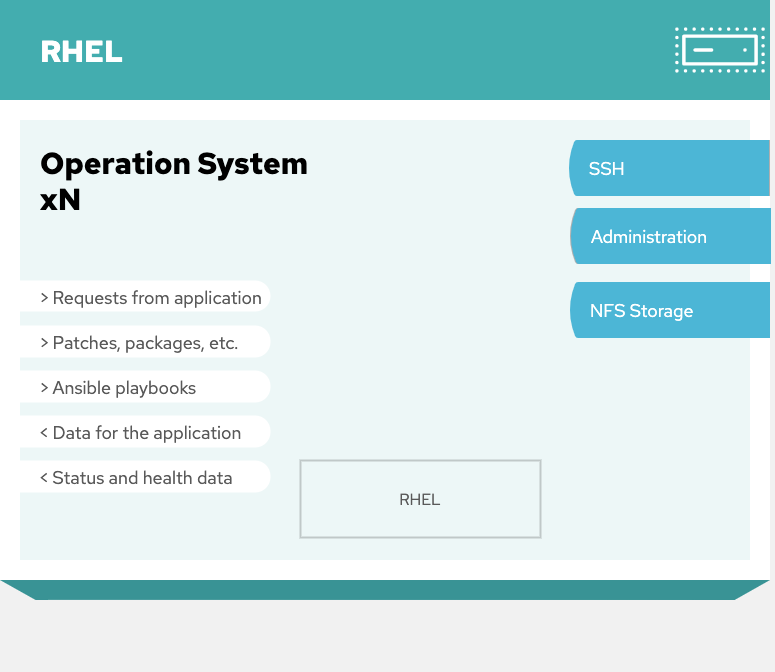 RHEL
Operation System
xN
SSH
Administration
NFS Storage
> Requests from application
> Patches, packages, etc.
> Ansible playbooks
< Data for the application
< Status and health data
RHEL